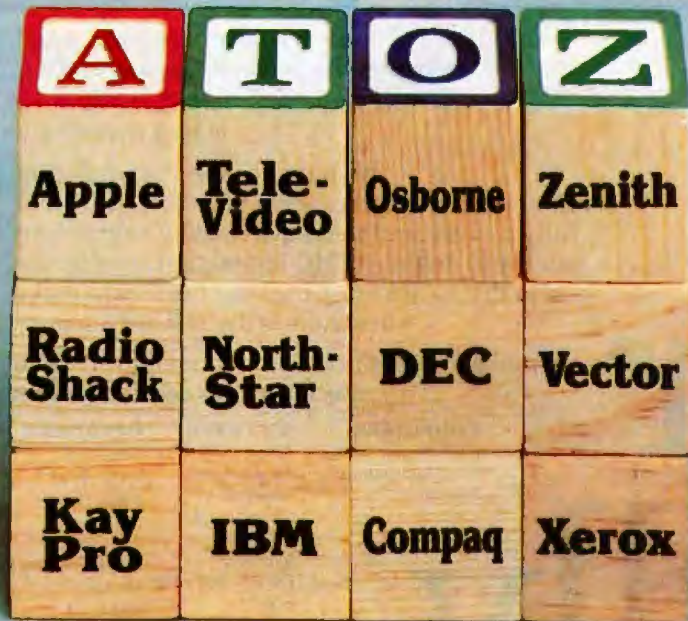 A T O Z
Apple Tele-
Video Osborne Zenith
Radio
Shack North-
Star DEC Vector
Kay
Pro IBM Compaq Xerox